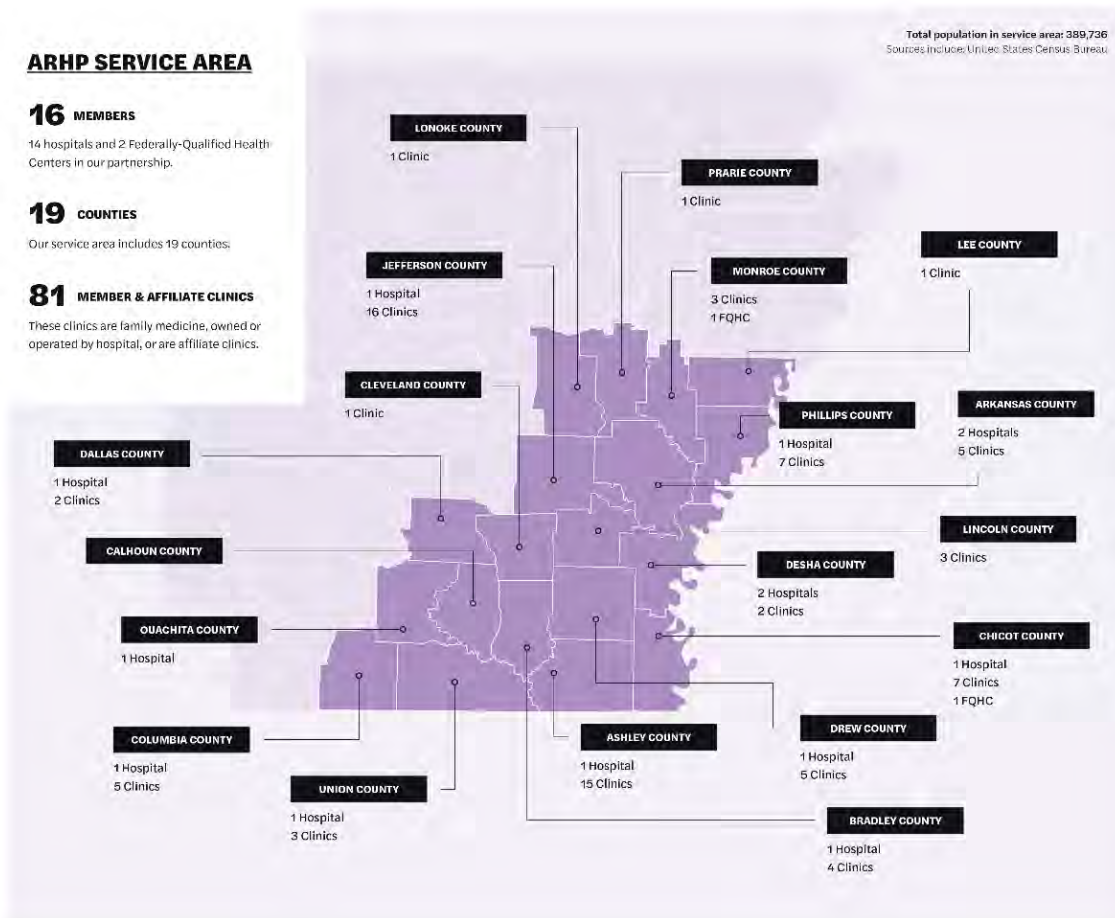 Total population in service area: 389,736
Sources include: United States Census Bureau
ARHP SERVICE AREA
16 MEMBERS
14 hospitals and 2 Federally-Qualified Health
Centers in our partnership.
19 COUNTIES
Our service area includes 19 counties.
81 MEMBER & AFFILIATE CLINICS
These clinics are family medicine, owned or
operated by hospital, or are affiliate clinics.
LONOKE COUNTY
1 Clinic
PRARIE COUNTY
1 Clinic
LEE COUNTY
1 Clinic
JEFFERSON COUNTY
1 Hospital
16 Clinics
MONROE COUNTY
3 Clinics
1 FQHC
CLEVELAND COUNTY
1 Clinic
PHILLIPS COUNTY
1 Hospital
7 Clinics
ARKANSAS COUNTY
2 Hospitals
5 Clinics
DALLAS COUNTY
1 Hospital
2 Clinics
CALHOUN COUNTY
LINCOLN COUNTY
3 Clinics
DESHA COUNTY
2 Hospitals
2 Clinics
OUACHITA COUNTY
1 Hospital
CHICOT COUNTY
1 Hospital
7 Clinics
1 FQHC
COLUMBIA COUNTY
1 Hospital
5 Clinics
ASHLEY COUNTY
1 Hospital
15 Clinics
DREW COUNTY
1 Hospital
5 Clinics
UNION COUNTY
1 Hospital
3 Clinics
BRADLEY COUNTY
1 Hospital
4 Clinics